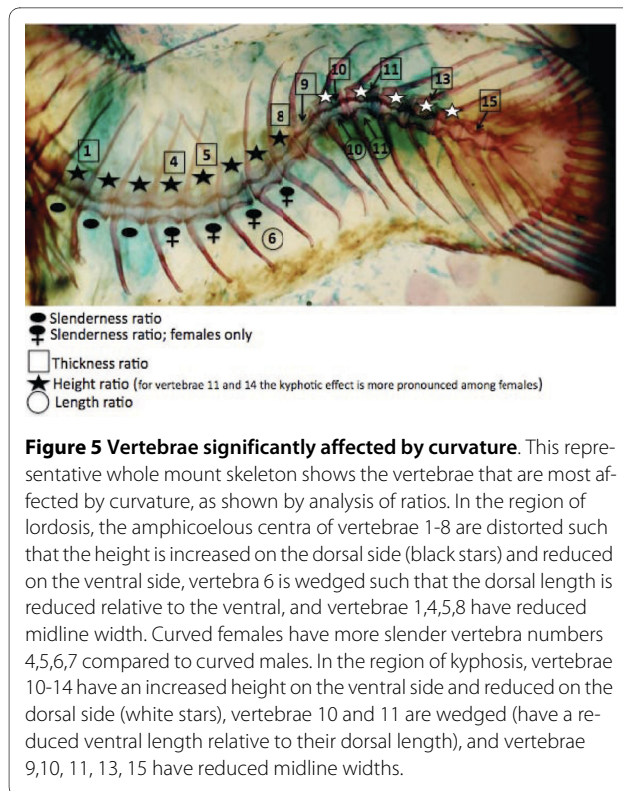 10
11
9
13
15
8
1
4
5
10
11
6
Slenderness ratio
Slenderness ratio; females only
Thickness ratio
Height ratio (for vertebrae 11 and 14 the kyphotic effect is more pronounced among females)
Length ratio
Figure 5 Vertebrae significantly affected by curvature. This repre-
sentative whole mount skeleton shows the vertebrae that are most af-
fected by curvature, as shown by analysis of ratios. In the region of
lordosis, the amphicoelous centra of vertebrae 1-8 are distorted such
that the height is increased on the dorsal side (black stars) and reduced
on the ventral side, vertebra 6 is wedged such that the dorsal length is
reduced relative to the ventral, and vertebrae 1,4,5,8 have reduced
midline width. Curved females have more slender vertebra numbers
4,5,6,7 compared to curved males. In the region of kyphosis, vertebrae
10-14 have an increased height on the ventral side and reduced on the
dorsal side (white stars), vertebrae 10 and 11 are wedged (have a re-
duced ventral length relative to their dorsal length), and vertebrae
9,10, 11, 13, 15 have reduced midline widths.